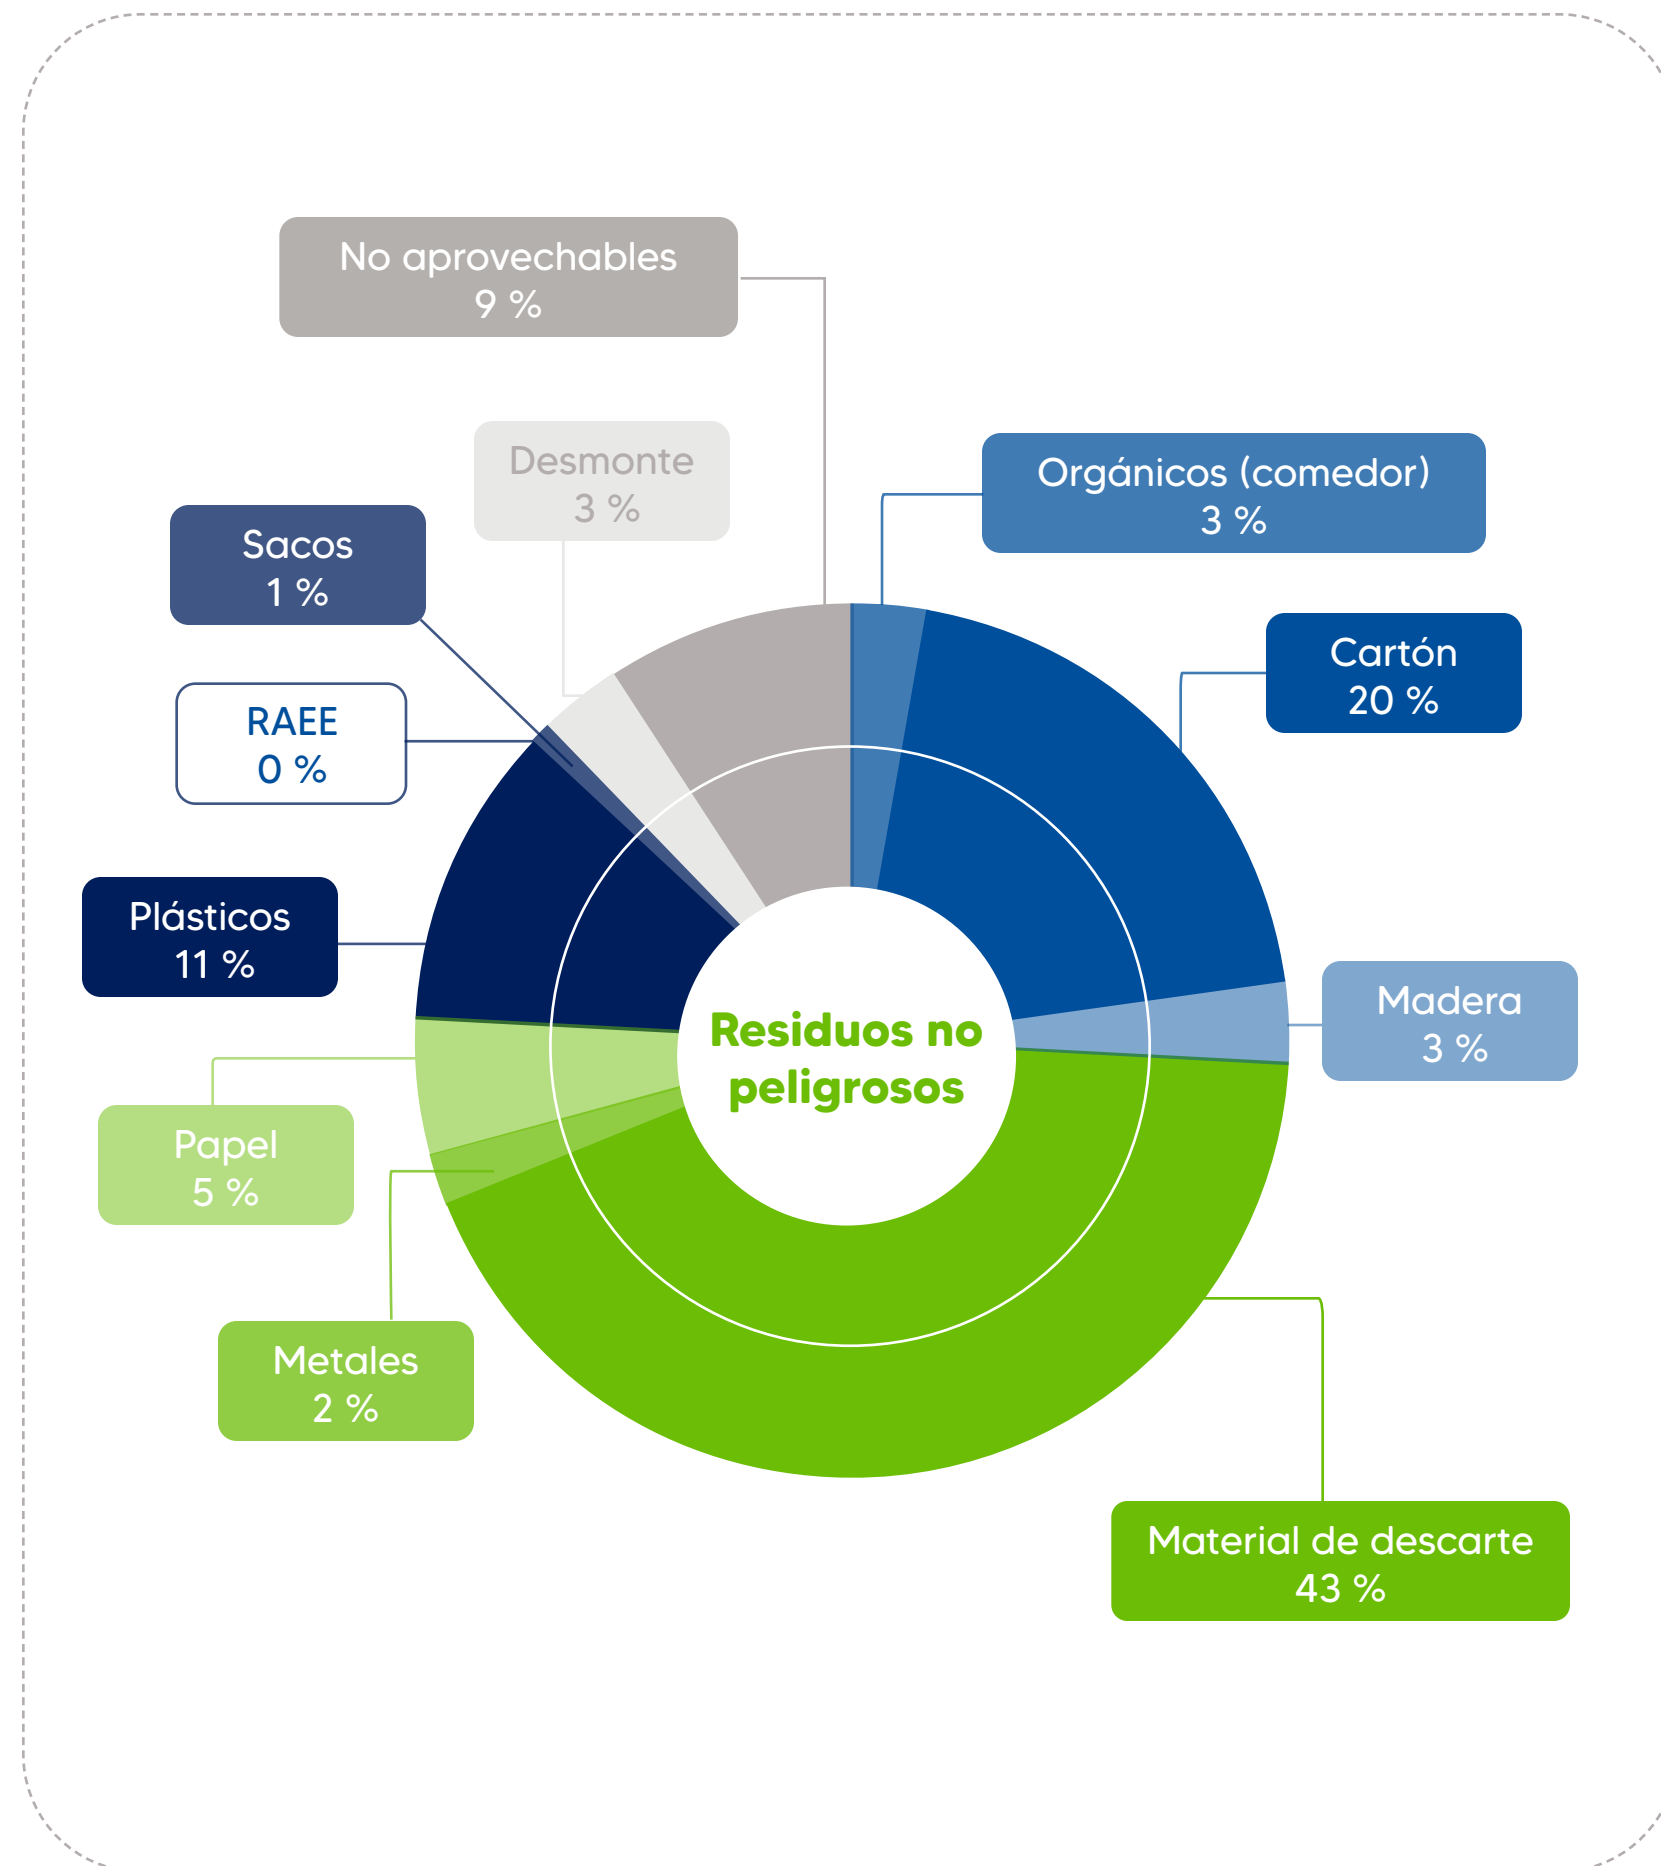 No aprovechables
9 %
Desmonte
3 %
Orgánicos (comedor)
3 %
Sacos
1 %
Cartón
20 %
RAEE
0 %
Plásticos
11 %
Madera
3 %
Residuos no
peligrosos
Papel
5 %
Metales
2 %
Material de descarte
43 %